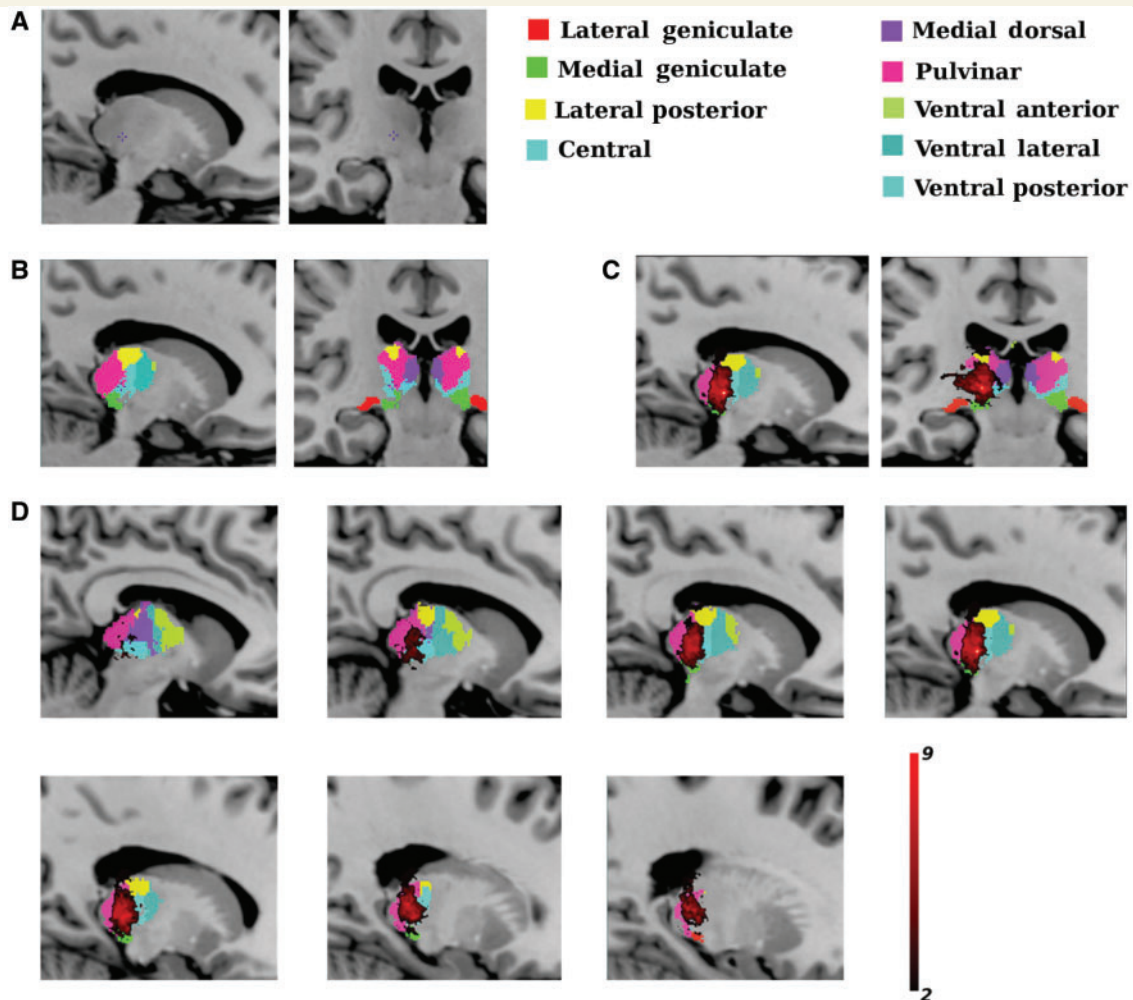 A
Lateral geniculate
Medial geniculate
Lateral posterior
Central
Medial dorsal
Pulvinar
Ventral anterior
Ventral lateral
Ventral posterior
B
C
D
9
2